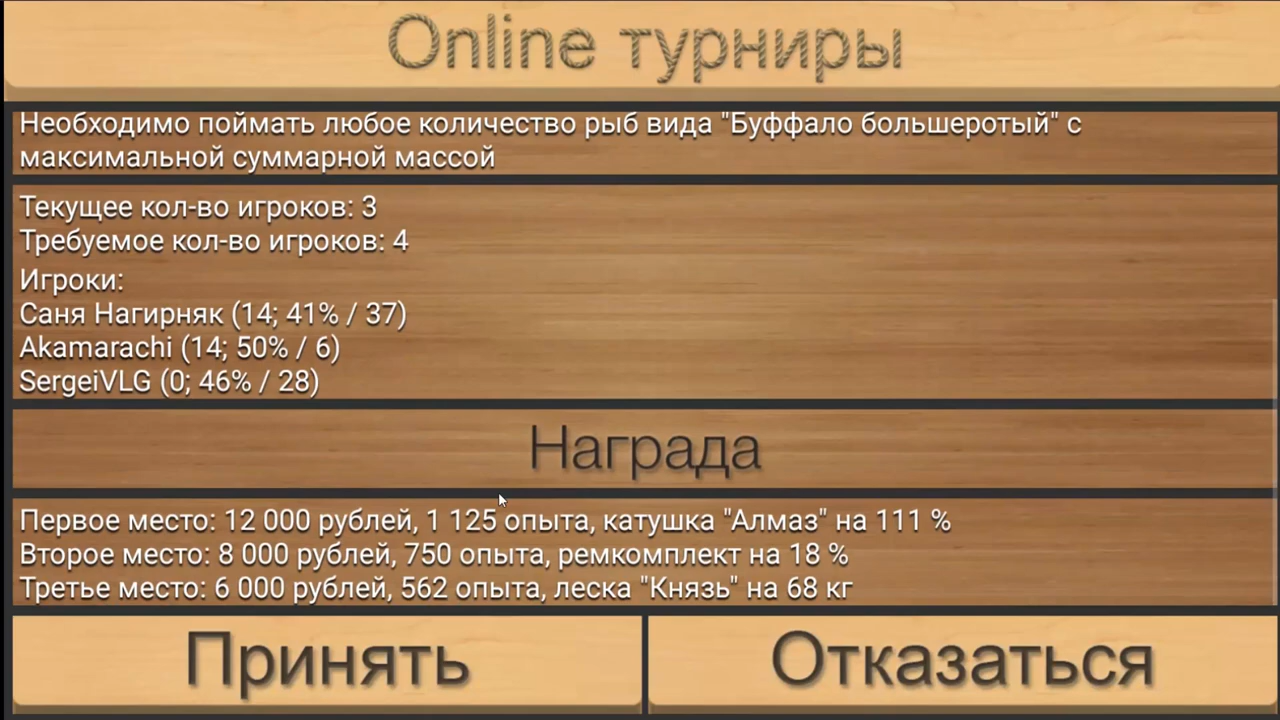 Online турниры
Необходимо поймать любое количество рыб вида "Буффало большеротый" с
максимальной суммарной массой
Текущее кол-во игроков: 3
Требуемое кол-во игроков: 4
Игроки:
Саня Нагирняк (14; 41% / 37)
Akamarachi (14; 50% / 6)
SergeiVLG (0; 46% / 28)
Награда
Первое место: 12 000 рублей, 1 125 опыта, катушка "Алмаз" на 111 %
Второе место: 8 000 рублей, 750 опыта, ремкомплект на 18 %
Третье место: 6 000 рублей, 562 опыта, леска "Князь" на 68 кг
Принять
Отказаться